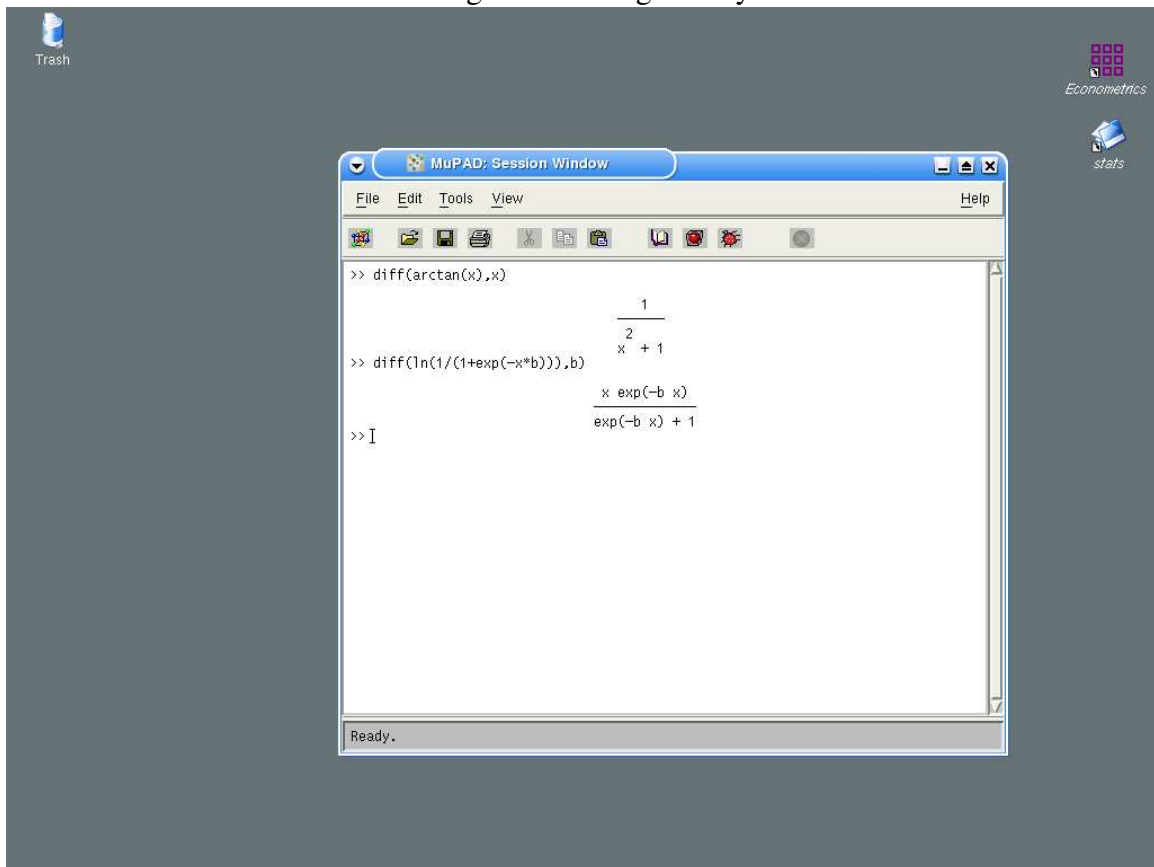 Trash
Econometrics
stats
MuPAD: Session Window
File Edit Tools View Help
>> diff(arctan(x),x)
1
2
x + 1
>> diff(ln(1/(1+exp(-x*b))),b)
x exp(-b x)
exp(-b x) + 1
>>
Ready.